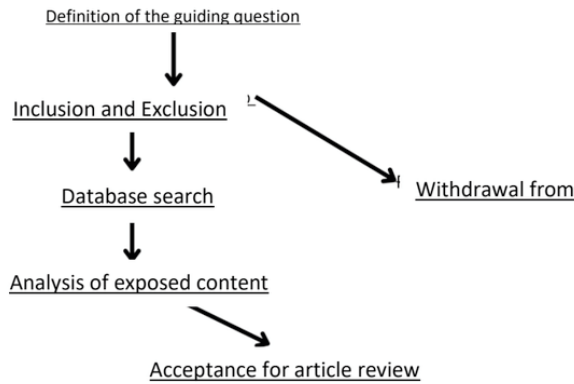 Definition of the guiding question
Inclusion and Exclusion
Database search
Withdrawal from
Analysis of exposed content
Acceptance for article review